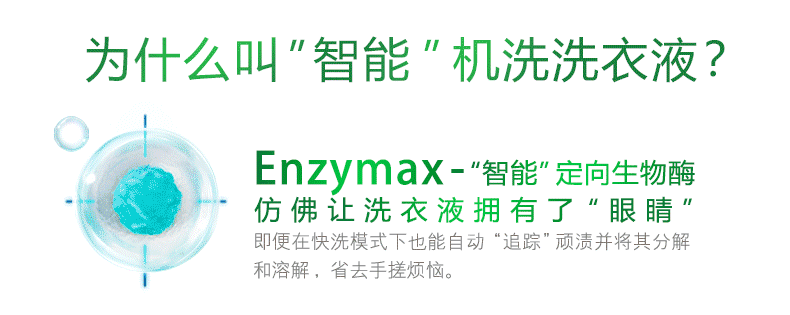 为什么叫”智能”机洗洗衣液？
Enzymax-“智能”定向生物酶
仿佛让洗衣液拥有了“眼睛”
即便在快洗模式下也能自动“追踪”顽渍并将其分解
和溶解，省去手搓烦恼。